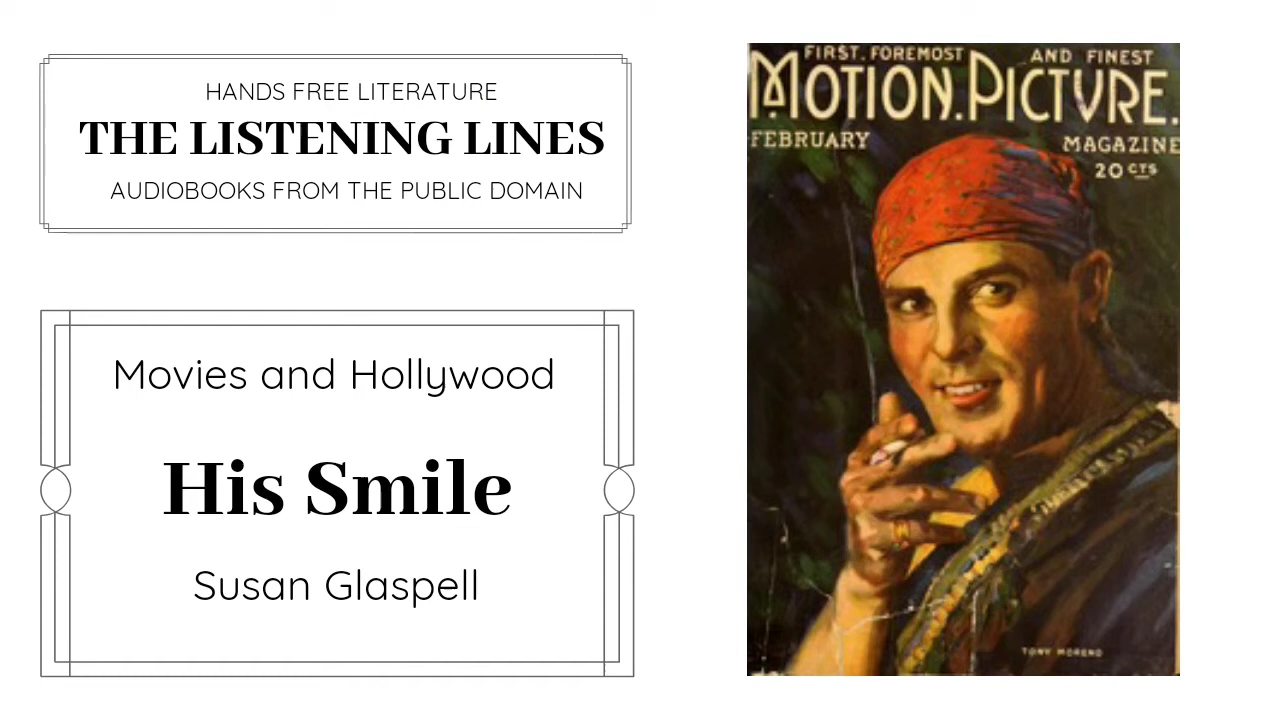 HANDS FREE LITERATURE
THE LISTENING LINES
AUDIOBOOKS FROM THE PUBLIC DOMAIN
Movies and Hollywood
His Smile
Susan Glaspell
FIRST, FOREMOST AND FINEST
MOTION.PICTURE.
FEBRUARY MAGAZINE
20 CTS
TONY MORENO